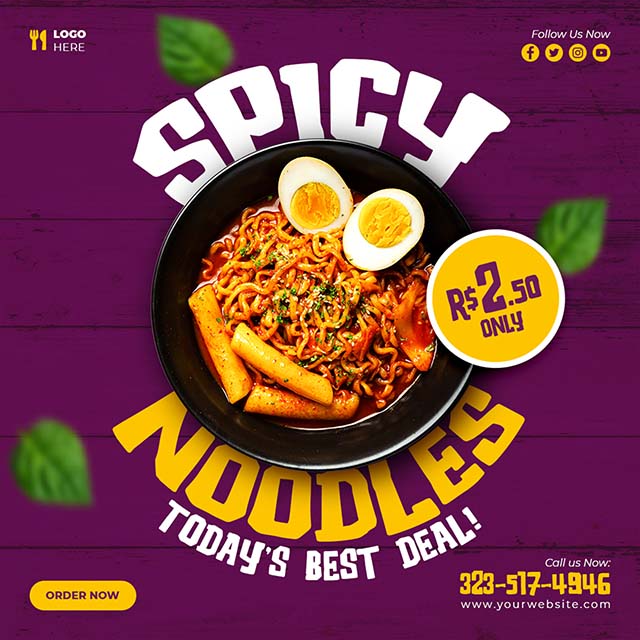 LOGO
HERE
Follow Us Now
SPICY
R$2.50
ONLY
NOODLES
TODAY'S BEST DEAL!
ORDER NOW
Call us Now:
323-517-4946
www.yourwebsite.com